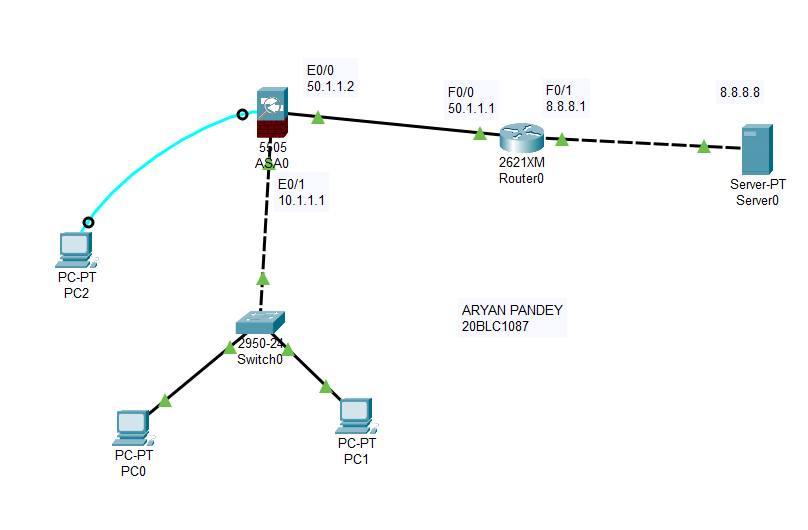 E0/0
50.1.1.2
F0/0
50.1.1.1
F0/1
8.8.8.1
8.8.8.8
5505
ASA0
2621XM
Router0
Server-PT
Server0
E0/1
10.1.1.1
PC-PT
PC2
ARYAN PANDEY
20BLC1087
2950-24
Switch0
PC-PT
PC1
PC-PT
PC0